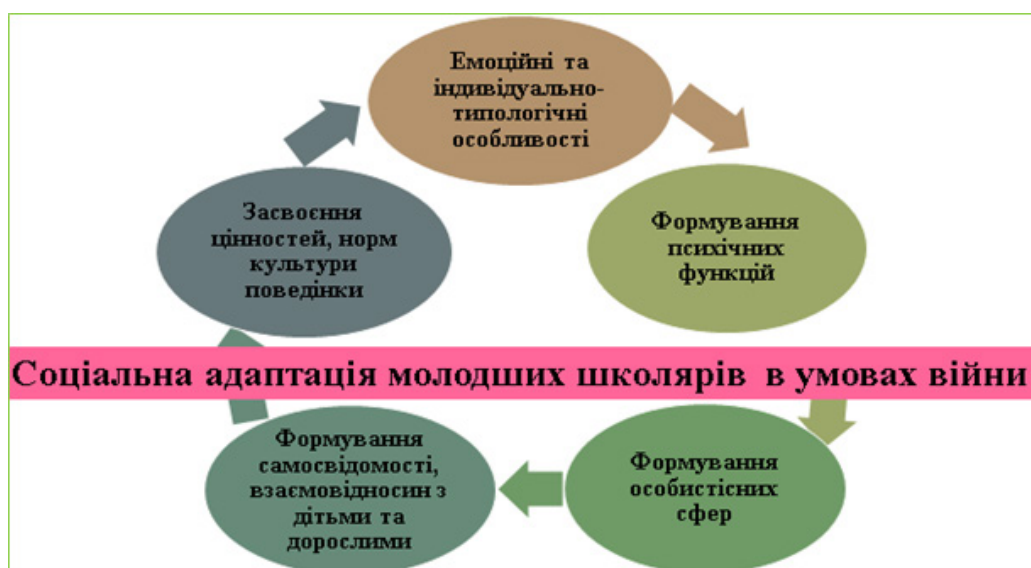 Емоційні та
індивідуально-
типологічні
особливості
Формування
психічних
функцій
Засвоєння
цінностей, норм
культури
поведінки
Соціальна адаптація молодших школярів в умовах війни
Формування
самосвідомості,
взаємовідносин з
дітьми та
дорослими
Формування
особистісних
сфер